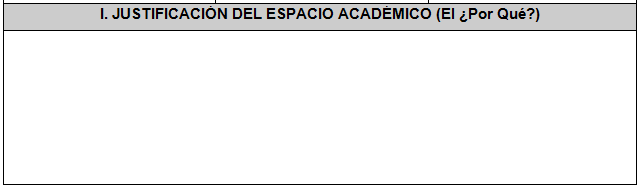 I. JUSTIFICACIÓN DEL ESPACIO ACADÉMICO (El ¿Por Qué?)